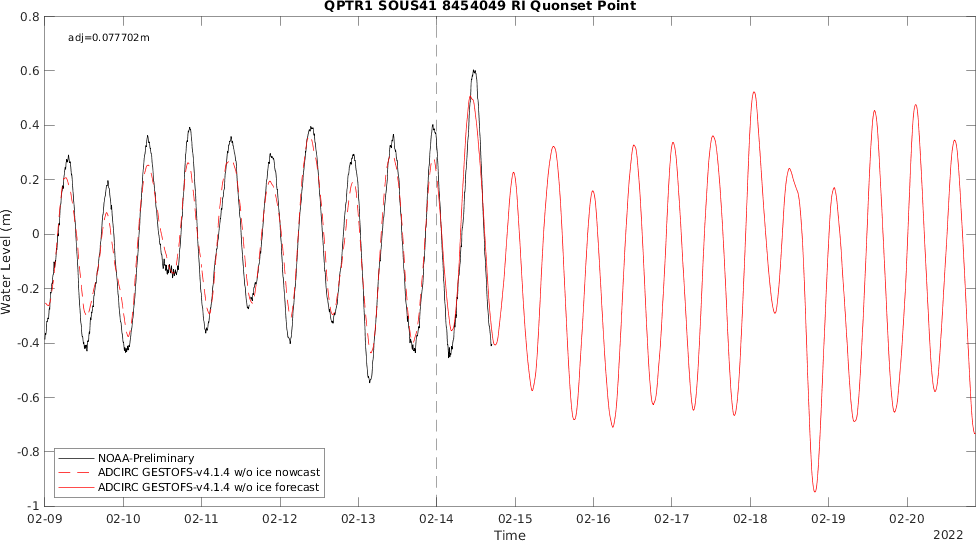 QPTR1 SOUS41 8454049 RI Quonset Point
adj=0.077702m
0.8
0.6
0.4
0.2
0
-0.2
-0.4
-0.6
-0.8
-1
Water Level (m)
NOAA-Preliminary
ADCIRC GESTOFS-v4.1.4 w/o ice nowcast
ADCIRC GESTOFS-v4.1.4 w/o ice forecast
02-09 02-10 02-11 02-12 02-13 02-14 02-15 02-16 02-17 02-18 02-19 02-20
Time
2022